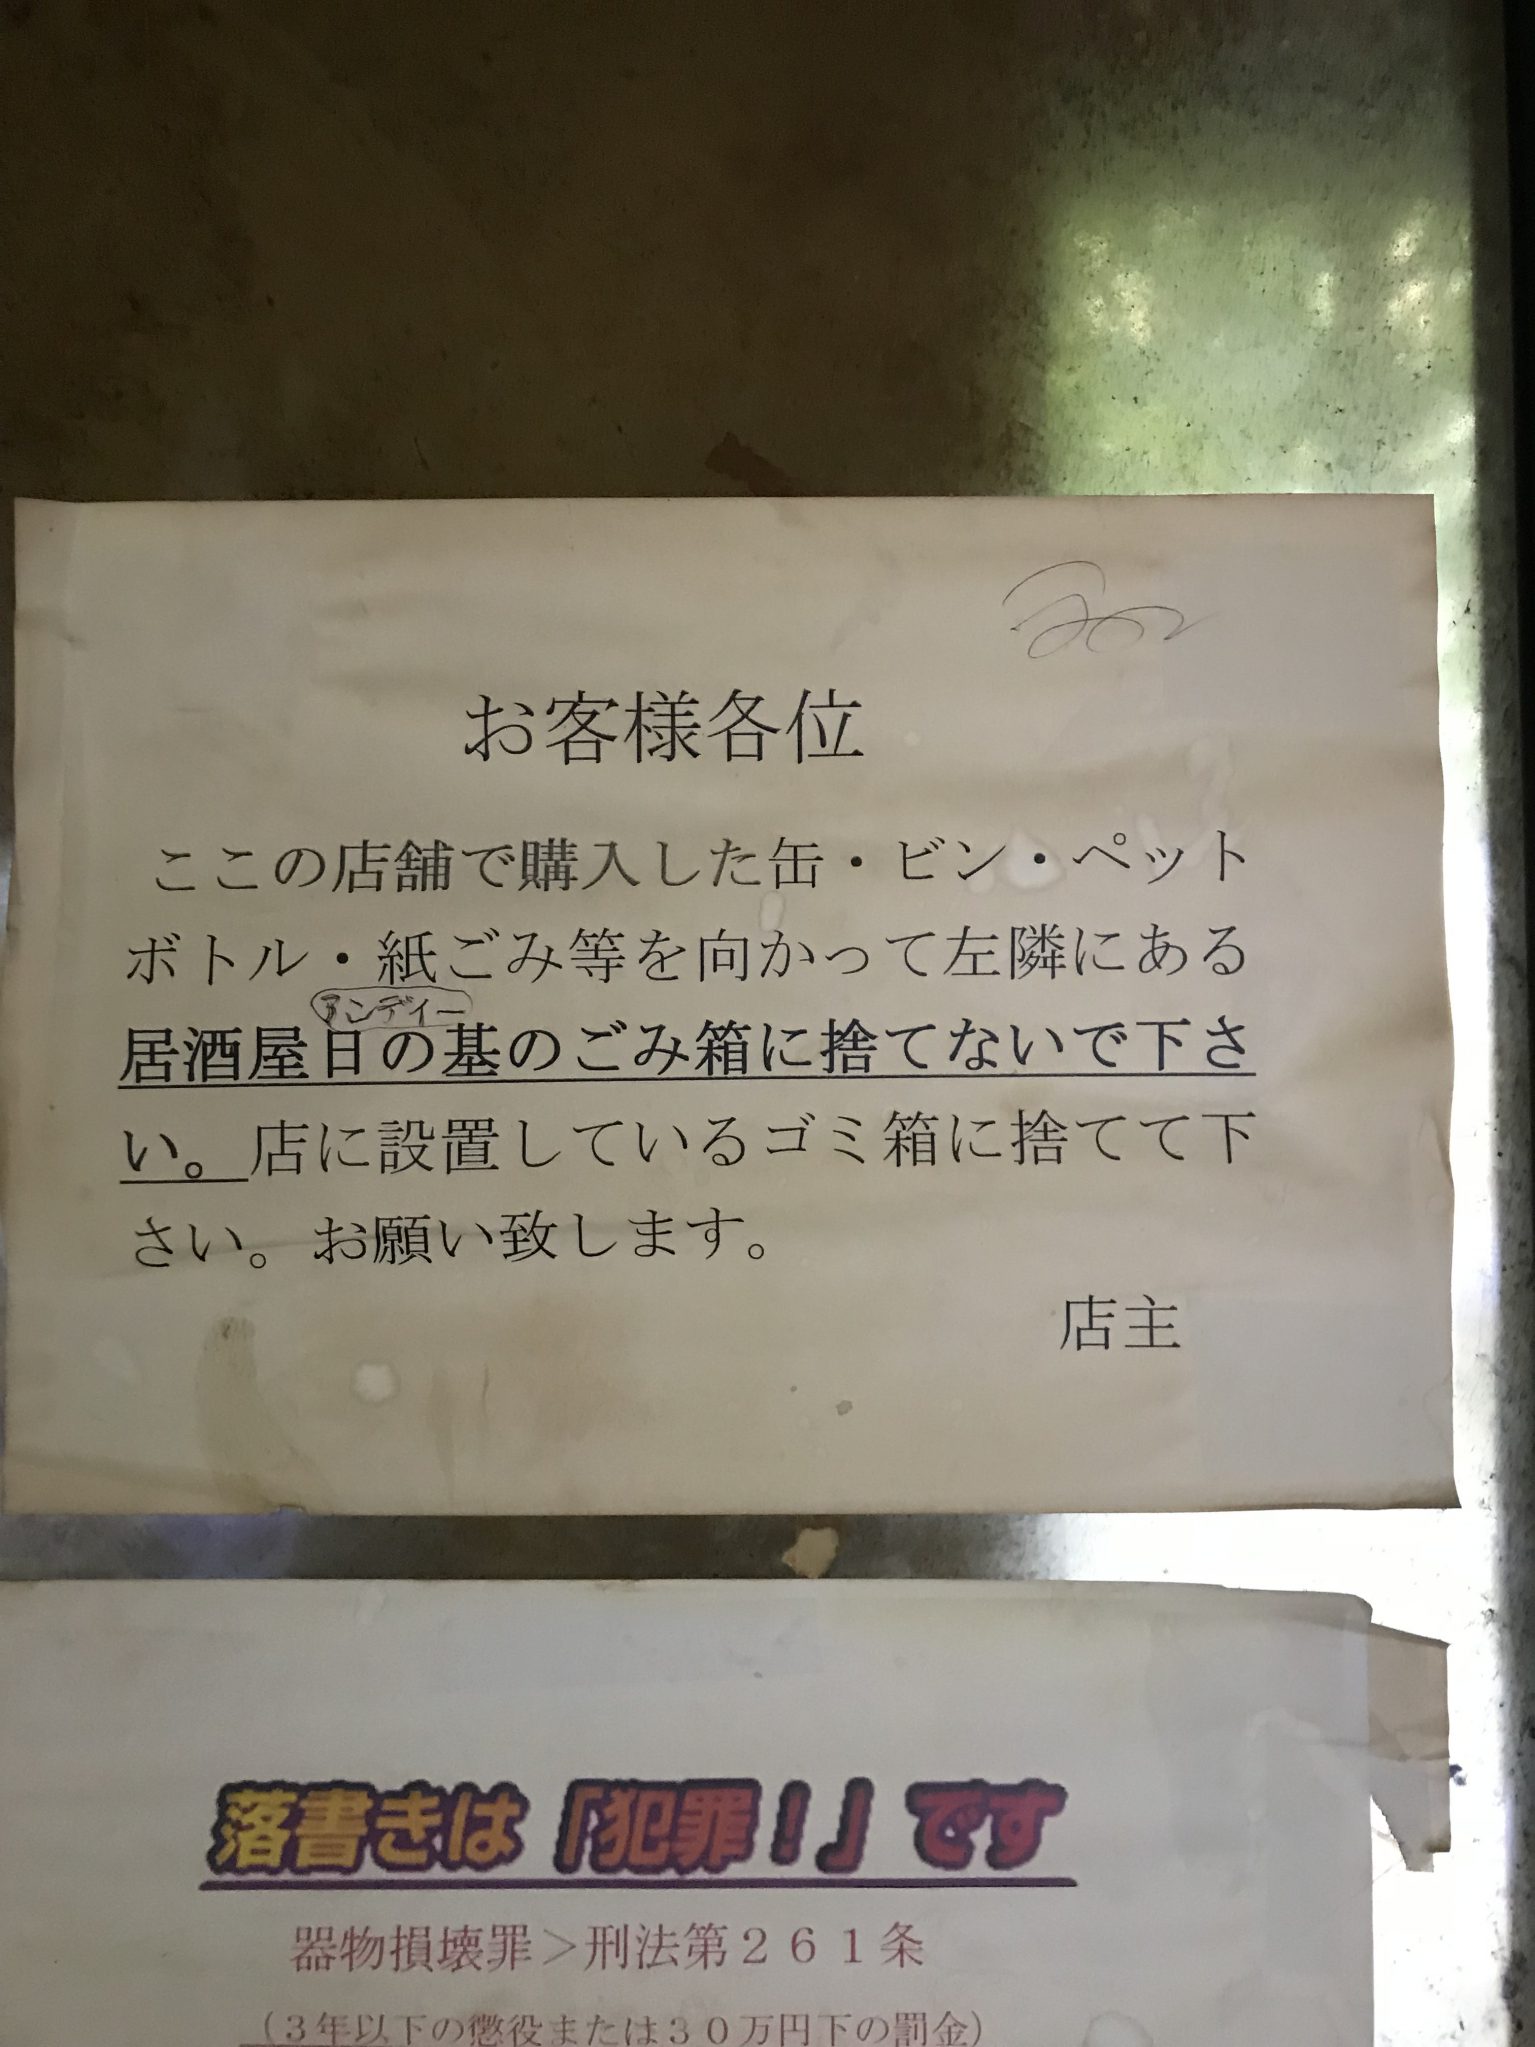 お客様各位
ここの店舗で購入した缶・ビン・ペット
ボトル・紙ごみ等を向かって左隣にある
アンディー
居酒屋日の基のごみ箱に捨てないで下さ
い。店に設置しているゴミ箱に捨てて下
さい。お願い致します。
店主
落書きは「犯罪！」です
器物損壊罪＞刑法第２６１条
（３年以下の懲役または３０万円下の罰金）